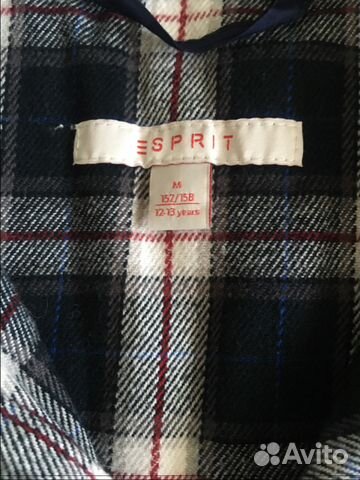 ESPRIT
M
152/158
12-13 years
Avito